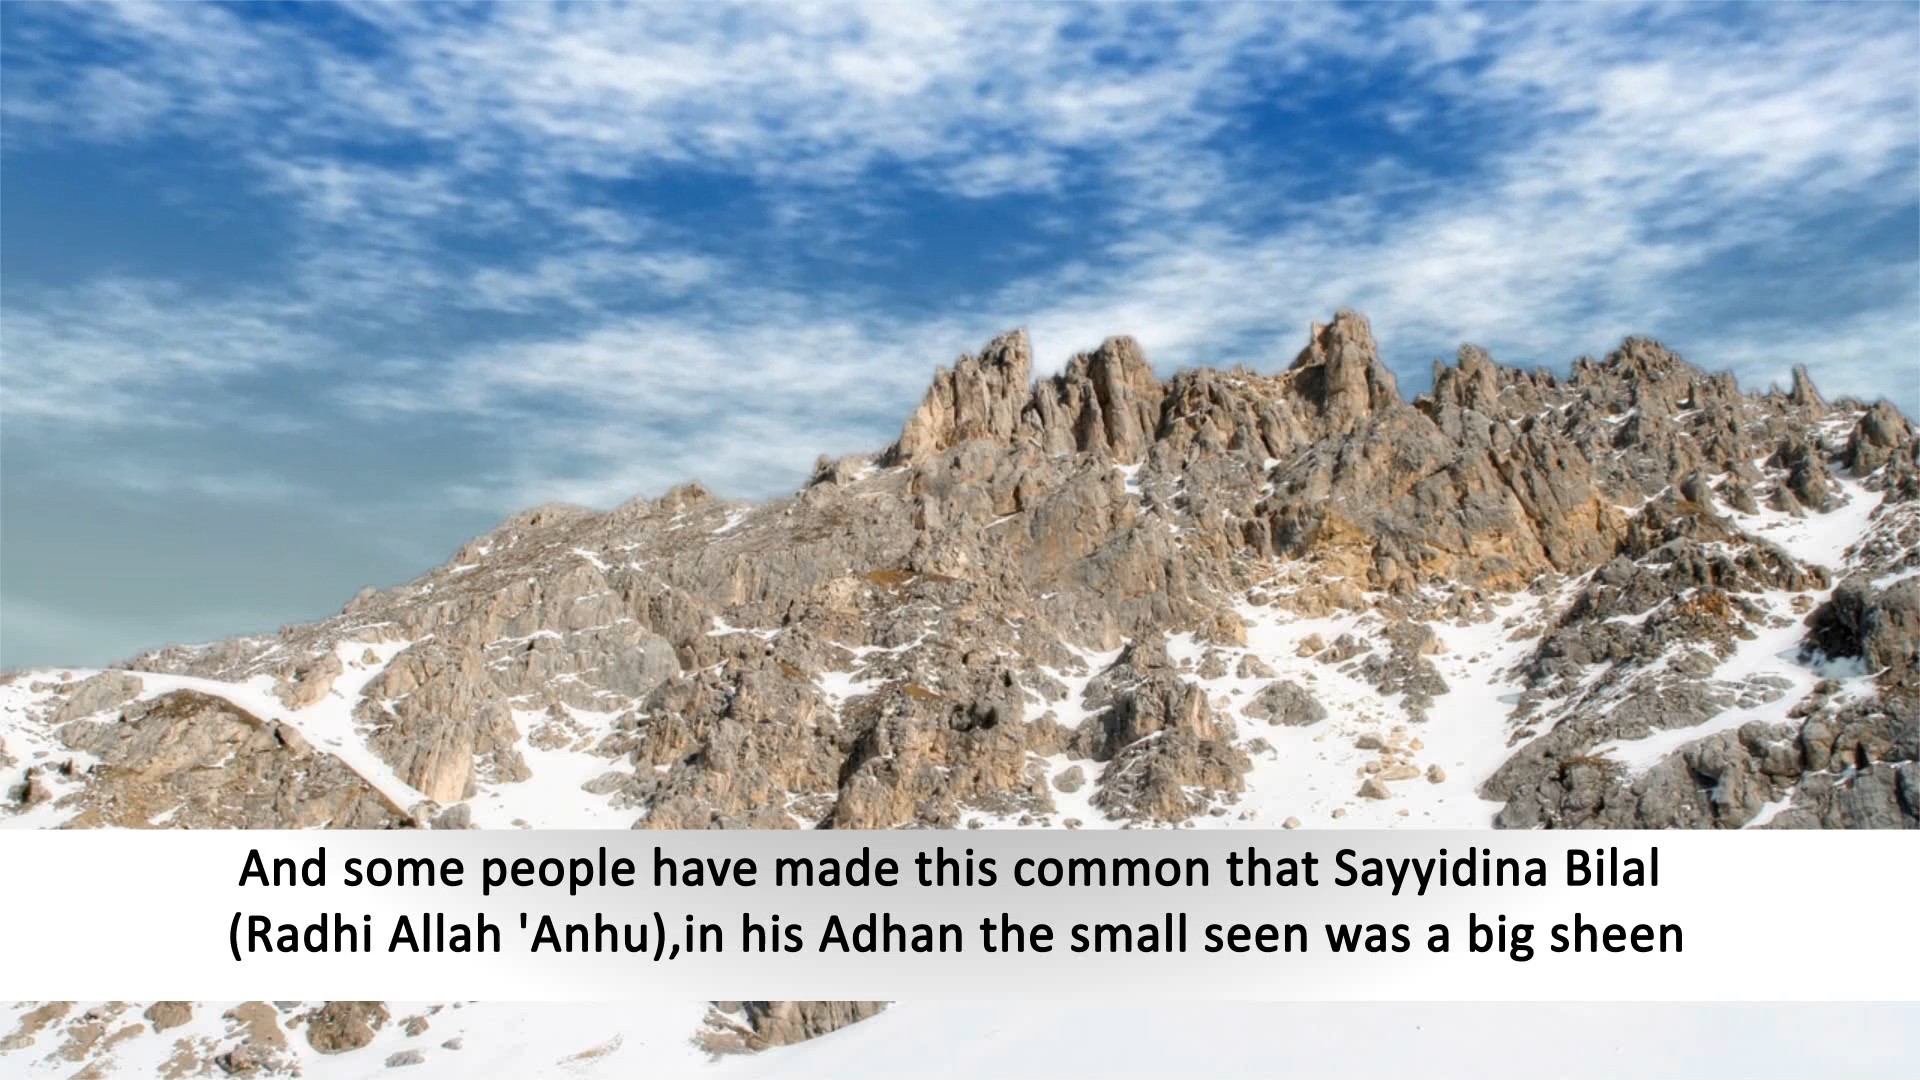 And some people have made this common that Sayyidina Bilal
(Radhi Allah 'Anhu),in his Adhan the small seen was a big sheen